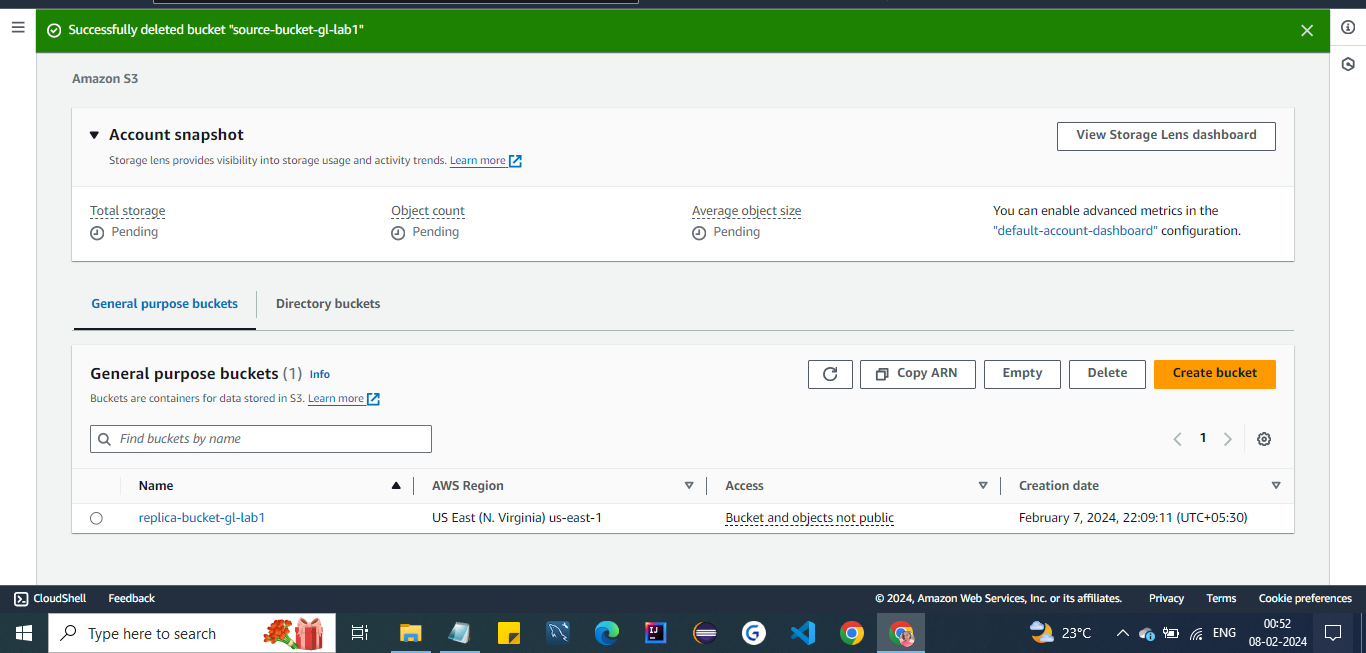 Successfully deleted bucket "source-bucket-gl-lab1"
Amazon S3
Account snapshot
View Storage Lens dashboard
Storage lens provides visibility into storage usage and activity trends. Learn more
Total storage
Object count
Average object size
You can enable advanced metrics in the
"default-account-dashboard" configuration.
Pending
Pending
Pending
General purpose buckets
Directory buckets
General purpose buckets (1) Info
Copy ARN
Empty
Delete
Create bucket
Buckets are containers for data stored in S3. Learn more
Find buckets by name
1
Name
AWS Region
Access
Creation date
replica-bucket-gl-lab1
US East (N. Virginia) us-east-1
Bucket and objects not public
February 7, 2024, 22:09:11 (UTC+05:30)
CloudShell
Feedback
© 2024, Amazon Web Services, Inc. or its affiliates.
Privacy
Terms
Cookie preferences
Type here to search
23°C
ENG
00:52
08-02-2024